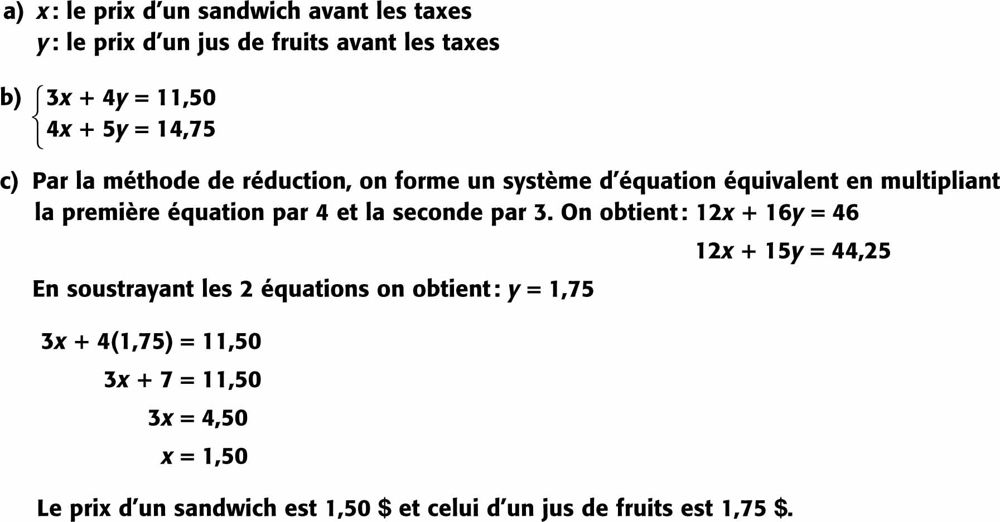 a) x : le prix d’un sandwich avant les taxes
y : le prix d’un jus de fruits avant les taxes
b) { 3x + 4y = 11,50
4x + 5y = 14,75
c) Par la méthode de réduction, on forme un système d’équation équivalent en multipliant
la première équation par 4 et la seconde par 3. On obtient : 12x + 16y = 46
12x + 15y = 44,25
En soustrayant les 2 équations on obtient : y = 1,75
3x + 4(1,75) = 11,50
3x + 7 = 11,50
3x = 4,50
x = 1,50
Le prix d’un sandwich est 1,50 $ et celui d’un jus de fruits est 1,75 $.